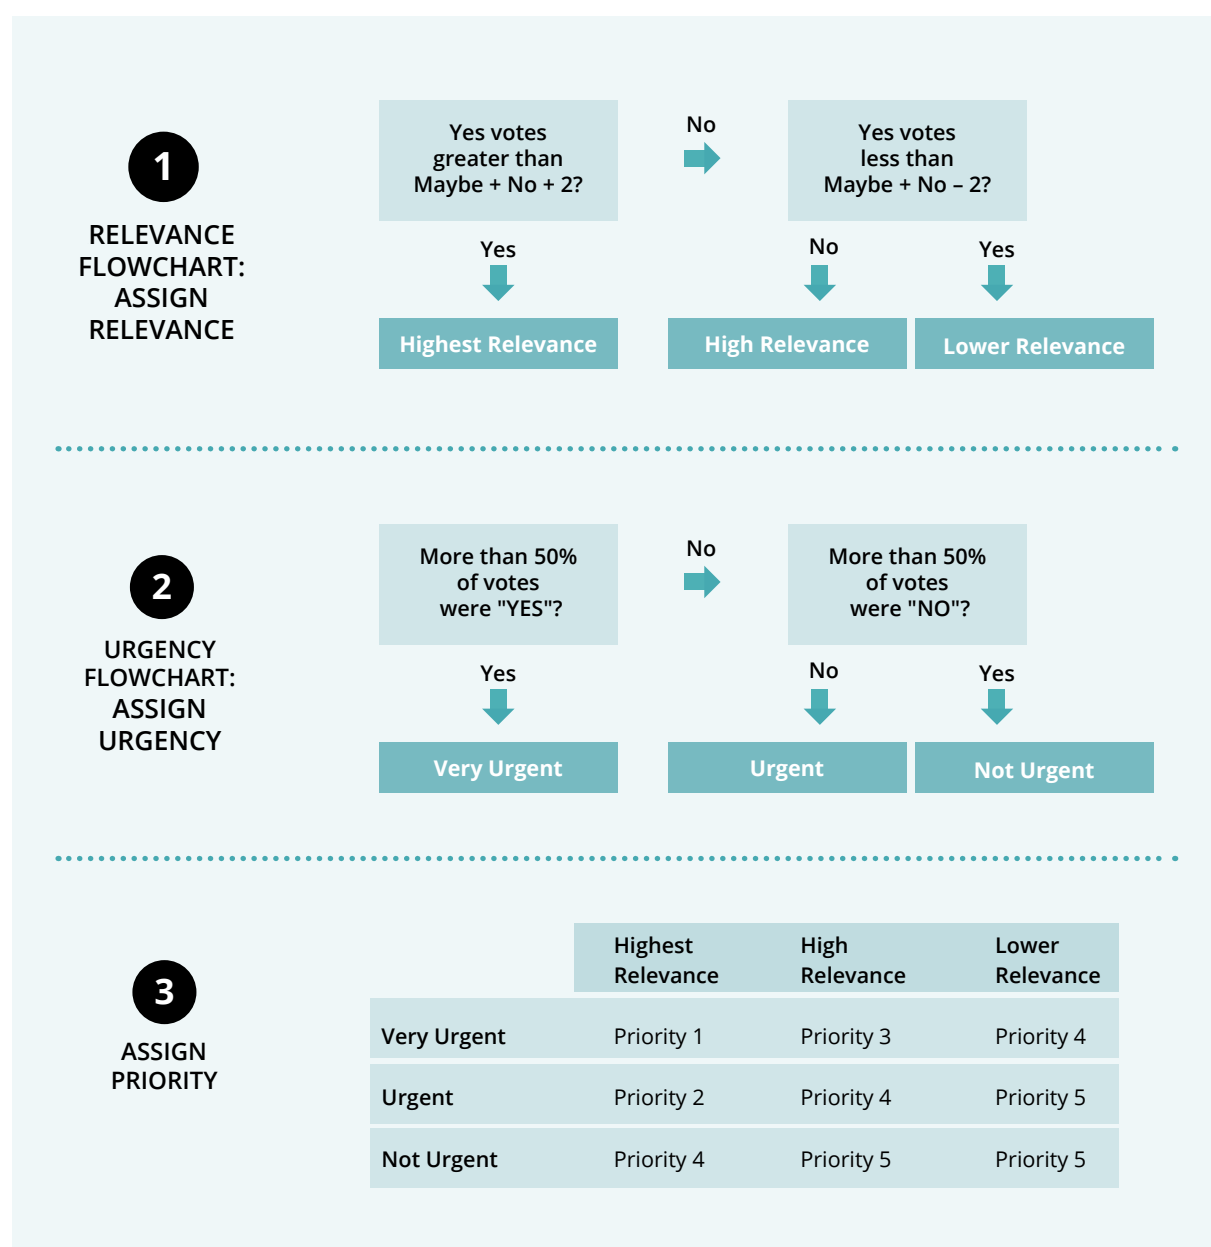 1
RELEVANCE
FLOWCHART:
ASSIGN
RELEVANCE
Yes votes
greater than
Maybe + No + 2?
No
Yes votes
less than
Maybe + No – 2?
Yes
No
Yes
Highest Relevance
High Relevance
Lower Relevance
2
URGENCY
FLOWCHART:
ASSIGN
URGENCY
More than 50%
of votes
were "YES"?
No
More than 50%
of votes
were "NO"?
Yes
No
Yes
Very Urgent
Urgent
Not Urgent
3
ASSIGN
PRIORITY
Highest
Relevance
High
Relevance
Lower
Relevance
Very Urgent Priority 1 Priority 3 Priority 4
Urgent Priority 2 Priority 4 Priority 5
Not Urgent Priority 4 Priority 5 Priority 5